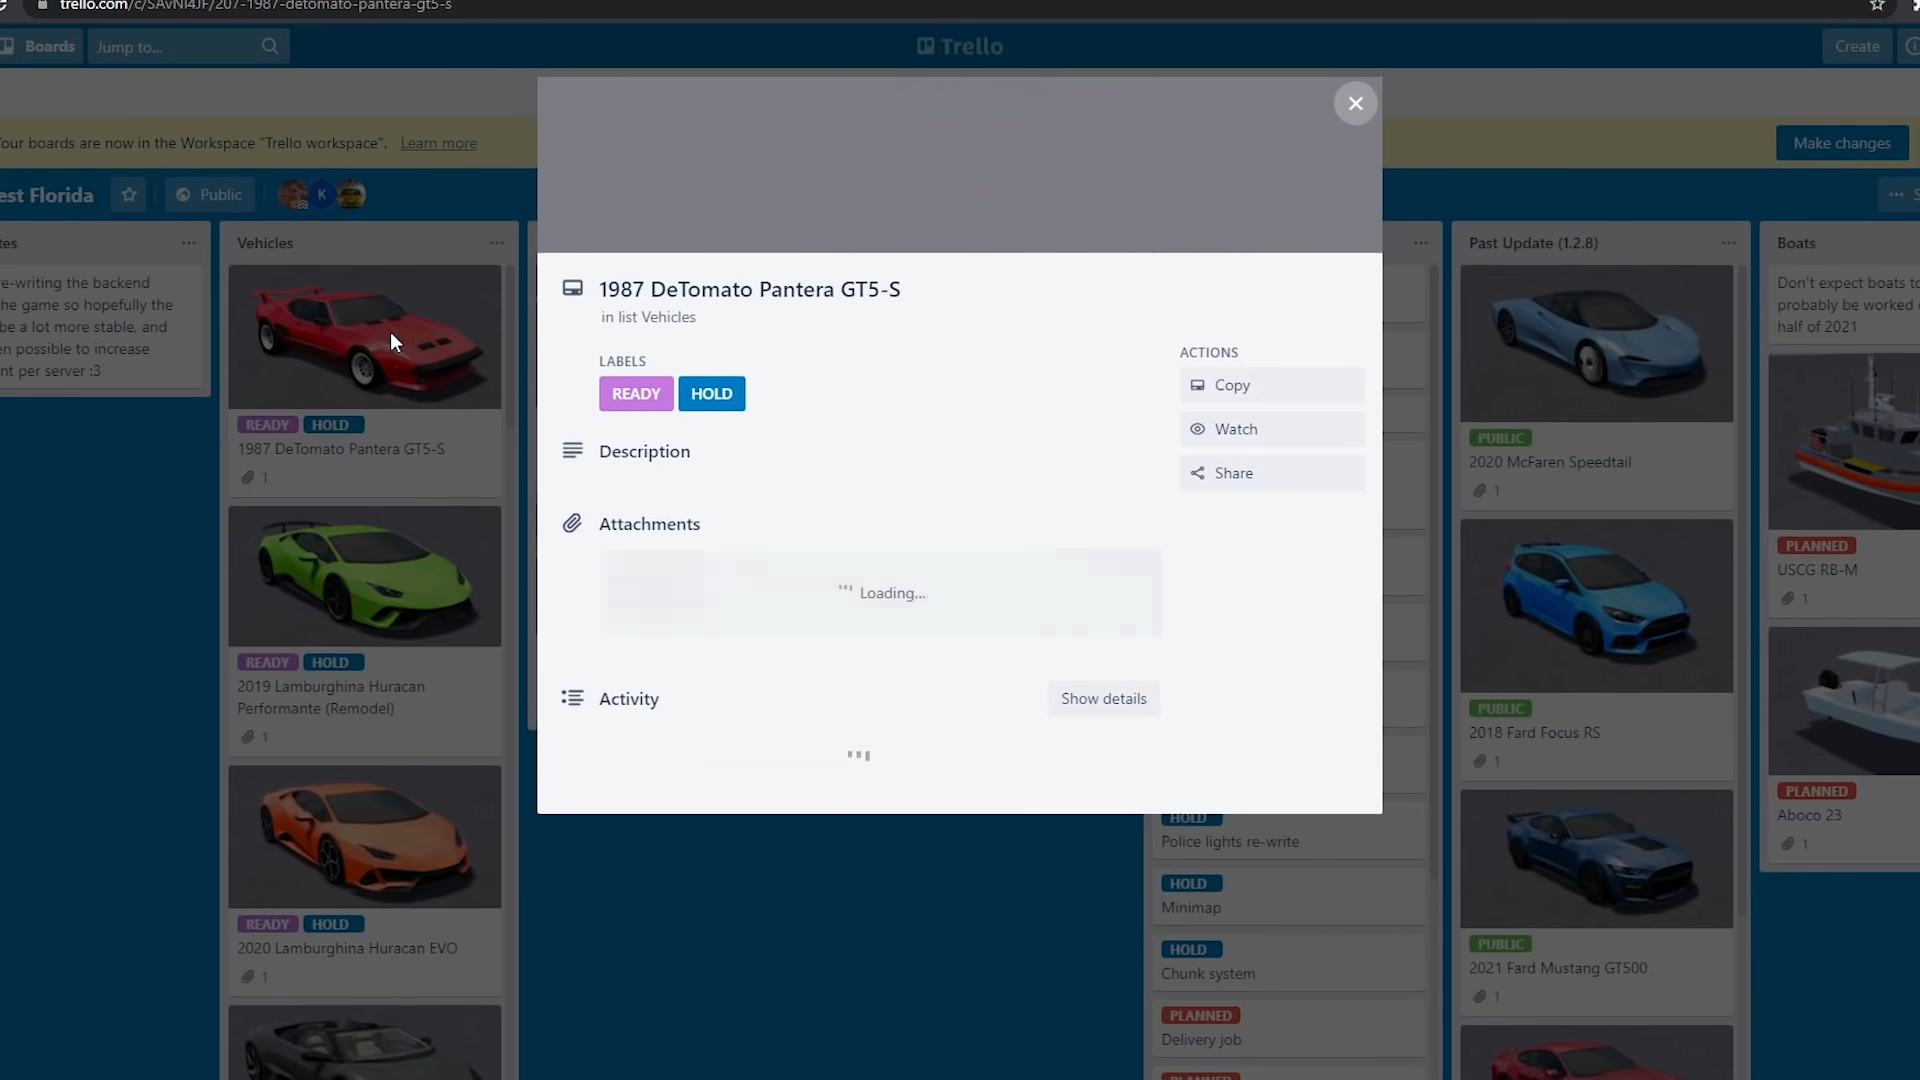 trello.com/c/SAvNI4JF/207-1987-detomato-pantera-gt5-s
Boards
Jump to...
Trello
Create
our boards are now in the Workspace "Trello workspace". Learn more
Make changes
est Florida
Public
K
tes
re-writing the backend
he game so hopefully the
be a lot more stable, and
en possible to increase
nt per server :3
Vehicles
READY HOLD
1987 DeTomato Pantera GT5-S
1
READY HOLD
2019 Lamburghina Huracan
Performante (Remodel)
1
READY HOLD
2020 Lamburghina Huracan EVO
1
1987 DeTomato Pantera GT5-S
in list Vehicles
LABELS
READY HOLD
Description
Attachments
Loading...
Activity
Show details
ACTIONS
Copy
Watch
Share
HOLD
Police lights re-write
HOLD
Minimap
HOLD
Chunk system
PLANNED
Delivery job
Past Update (1.2.8)
PUBLIC
2020 McFaren Speedtail
1
PUBLIC
2018 Fard Focus RS
1
PUBLIC
2021 Fard Mustang GT500
1
Boats
Don't expect boats to
probably be worked
half of 2021
PLANNED
USCG RB-M
1
PLANNED
Aboco 23
1